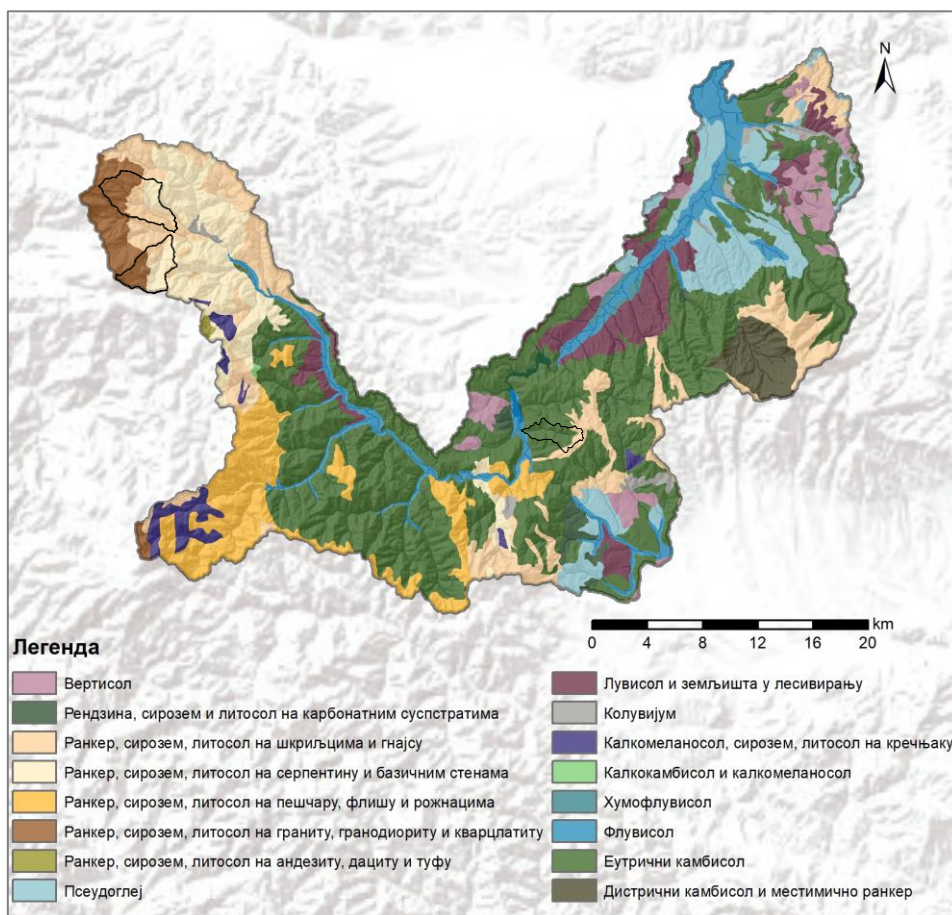 N
km
0 4 8 12 16 20
Легенда
Вертисол
Рендзина, сирозем и литосол на карбонатним суспстратима
Ранкер, сирозем, литосол на шкриљцима и гнајсу
Ранкер, сирозем, литосол на серпентину и базичним стенама
Ранкер, сирозем, литосол на пешчару, флишу и рожнацима
Ранкер, сирозем, литосол на граниту, гранодиориту и кварцлатиту
Ранкер, сирозем, литосол на андезиту, дациту и туфу
Псеудоглеј
Лувисол и земљишта у лесивирању
Колувијум
Калкомеланосол, сирозем, литосол на кречњаку
Калкокамбисол и калкомеланосол
Хумофлувисол
Флувисол
Еутрични камбисол
Дистрични камбисол и местимично ранкер